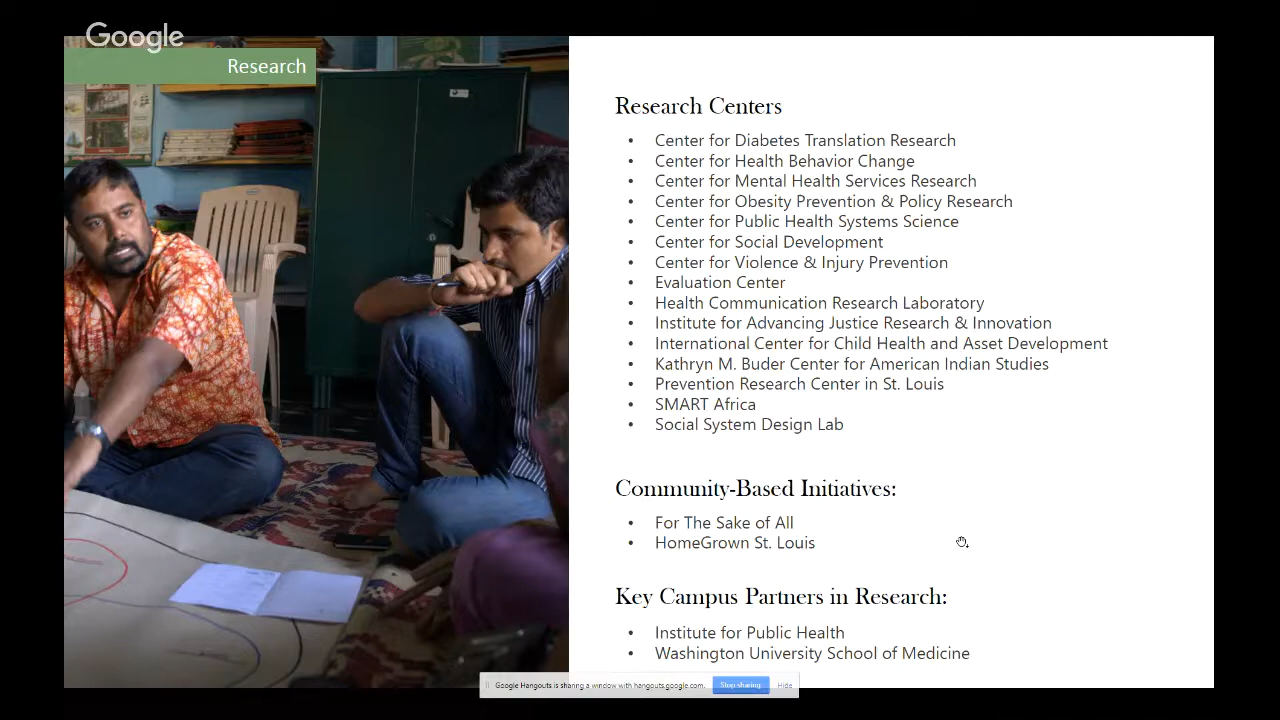 Google
Research
Research Centers
• Center for Diabetes Translation Research
• Center for Health Behavior Change
• Center for Mental Health Services Research
• Center for Obesity Prevention & Policy Research
• Center for Public Health Systems Science
• Center for Social Development
• Center for Violence & Injury Prevention
• Evaluation Center
• Health Communication Research Laboratory
• Institute for Advancing Justice Research & Innovation
• International Center for Child Health and Asset Development
• Kathryn M. Buder Center for American Indian Studies
• Prevention Research Center in St. Louis
• SMART Africa
• Social System Design Lab
Community-Based Initiatives:
• For The Sake of All
• HomeGrown St. Louis
Key Campus Partners in Research:
• Institute for Public Health
• Washington University School of Medicine
Google Hangouts is sharing a window with hangouts.google.com. Stop sharing Hide